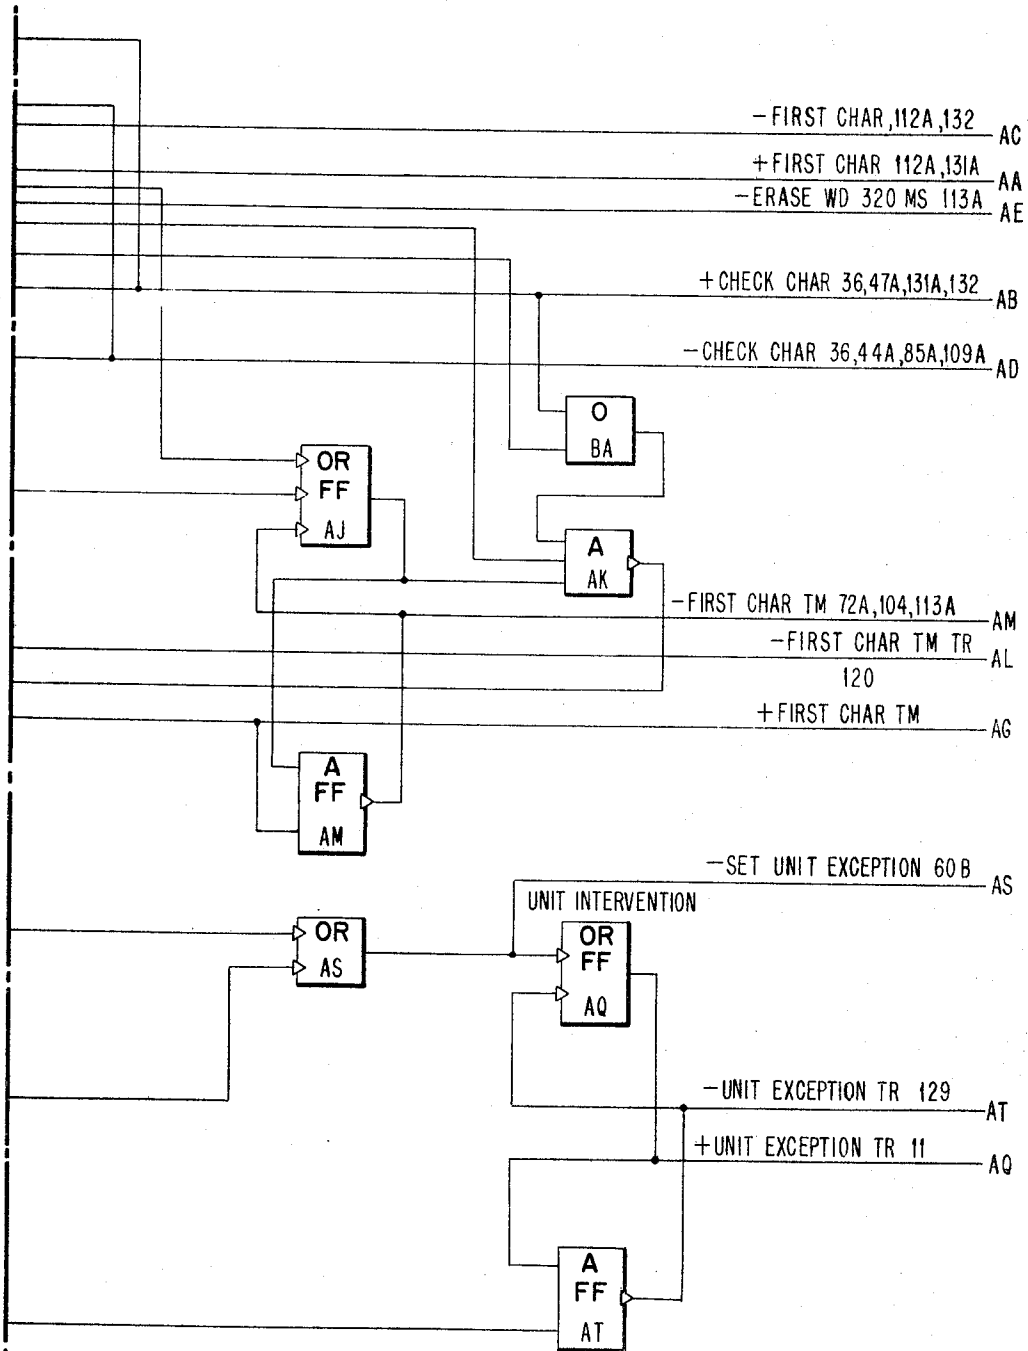 −FIRST CHAR,112A,132 AC
+FIRST CHAR 112A,131A AA
−ERASE WD 320 MS 113A AE
+CHECK CHAR 36,47A,131A,132 AB
−CHECK CHAR 36,44A,85A,109A AD
O
BA
OR
FF
AJ
A
AK
−FIRST CHAR TM 72A,104,113A AM
−FIRST CHAR TM TR AL
120
+FIRST CHAR TM AG
A
FF
AM
−SET UNIT EXCEPTION 60B AS
UNIT INTERVENTION
OR
AS
OR
FF
AQ
−UNIT EXCEPTION TR 129 AT
+UNIT EXCEPTION TR 11 AQ
A
FF
AT